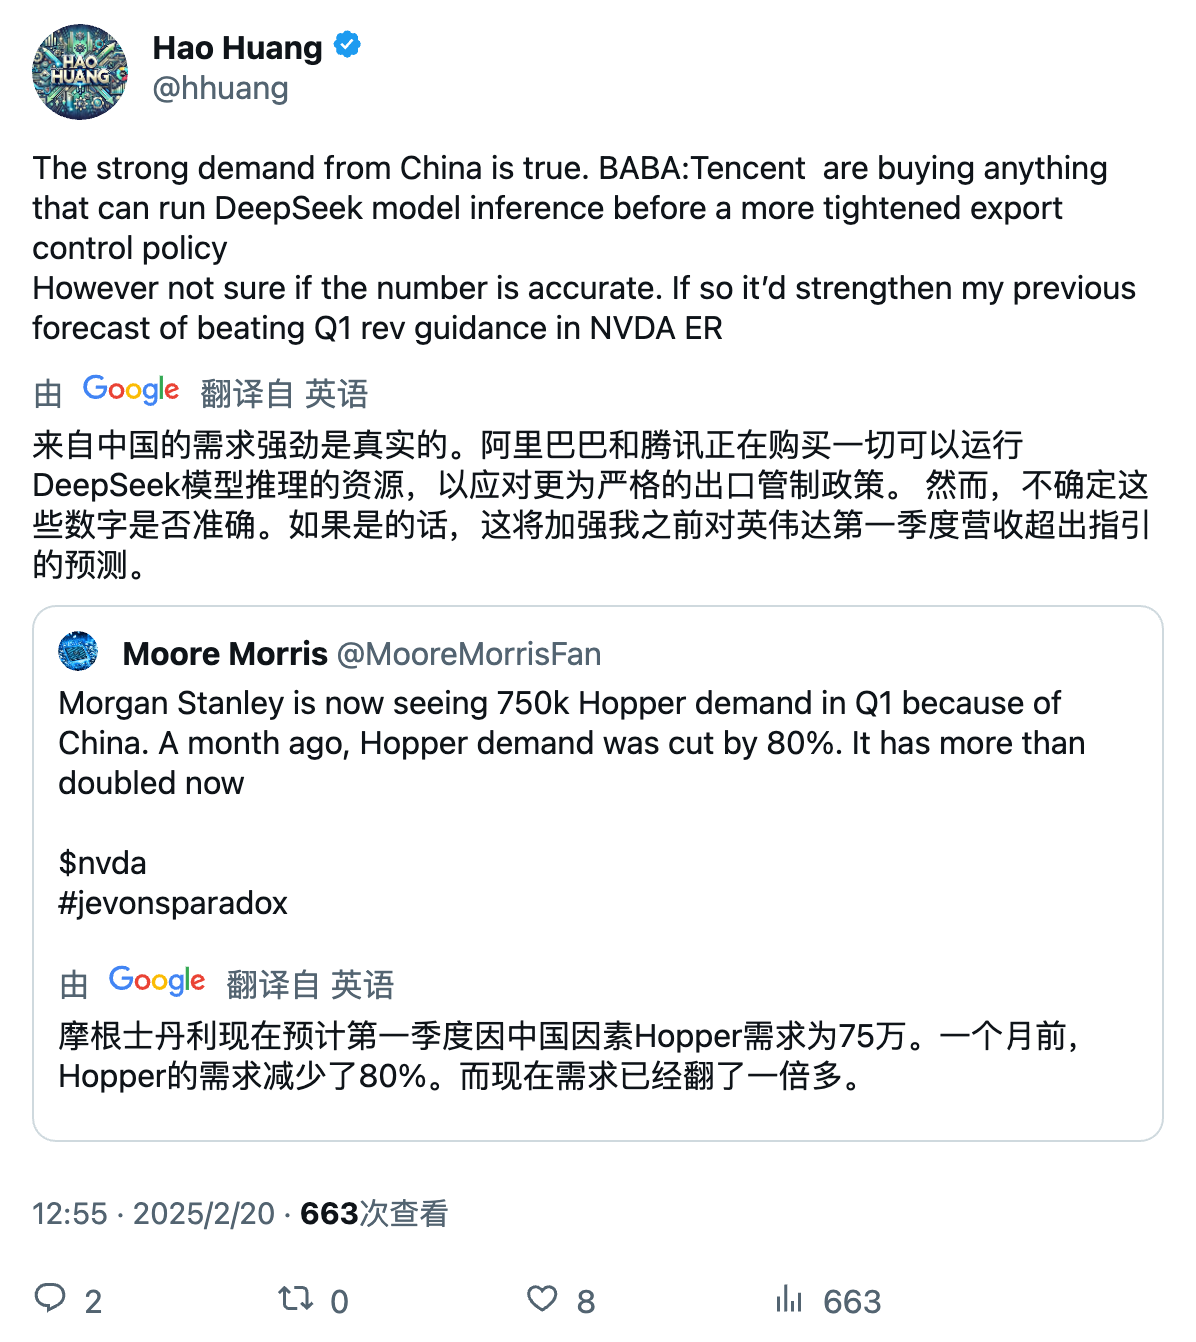 HAO
HUANG
Hao Huang
@hhuang
The strong demand from China is true. BABA:Tencent  are buying anything
that can run DeepSeek model inference before a more tightened export
control policy
However not sure if the number is accurate. If so it’d strengthen my previous
forecast of beating Q1 rev guidance in NVDA ER
由 Google 翻译自 英语
来自中国的需求强劲是真实的。阿里巴巴和腾讯正在购买一切可以运行
DeepSeek模型推理的资源，以应对更为严格的出口管制政策。 然而，不确定这
些数字是否准确。如果是的话，这将加强我之前对英伟达第一季度营收超出指引
的预测。
Moore Morris @MooreMorrisFan
Morgan Stanley is now seeing 750k Hopper demand in Q1 because of
China. A month ago, Hopper demand was cut by 80%. It has more than
doubled now
$nvda
#jevonsparadox
由 Google 翻译自 英语
摩根士丹利现在预计第一季度因中国因素Hopper需求为75万。一个月前，
Hopper的需求减少了80%。而现在需求已经翻了一倍多。
12:55 · 2025/2/20 · 663次查看
2 0 8 663